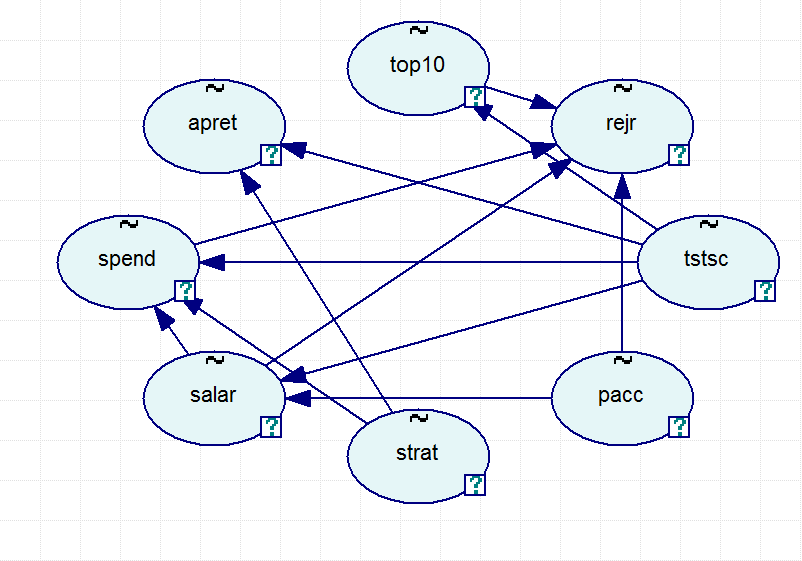 ~
top10
?
~
apret
?
~
rejr
?
~
spend
?
~
tstsc
?
~
salar
?
~
pacc
?
~
strat
?